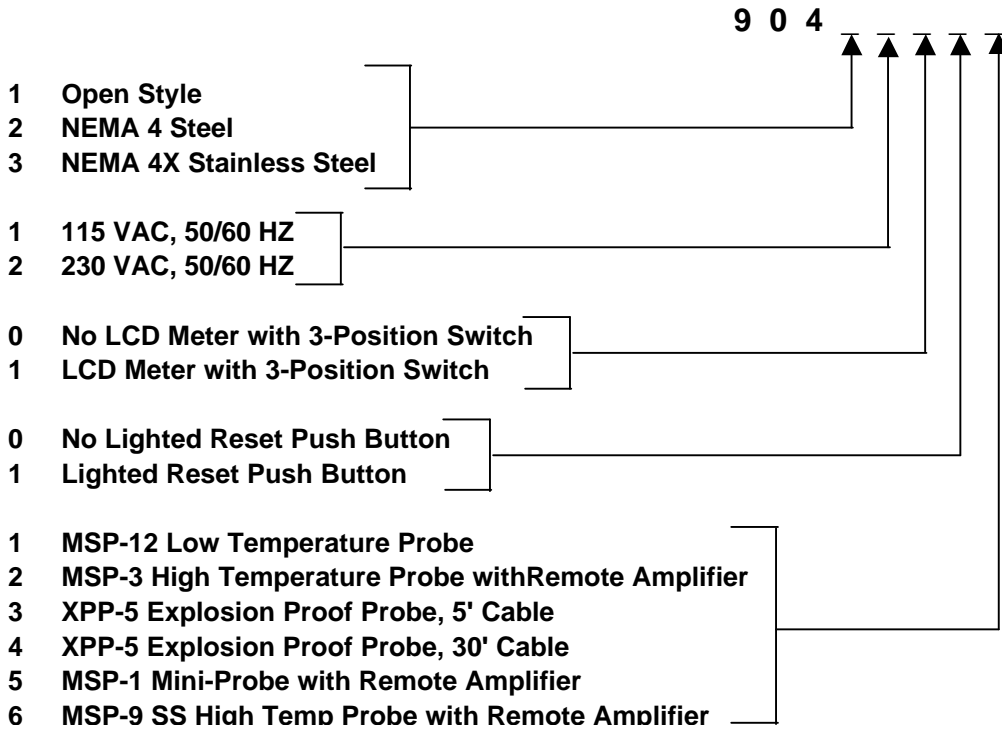 9 0 4 _ _ _ _ _
1 Open Style
2 NEMA 4 Steel
3 NEMA 4X Stainless Steel
1 115 VAC, 50/60 HZ
2 230 VAC, 50/60 HZ
0 No LCD Meter with 3-Position Switch
1 LCD Meter with 3-Position Switch
0 No Lighted Reset Push Button
1 Lighted Reset Push Button
1 MSP-12 Low Temperature Probe
2 MSP-3 High Temperature Probe withRemote Amplifier
3 XPP-5 Explosion Proof Probe, 5' Cable
4 XPP-5 Explosion Proof Probe, 30' Cable
5 MSP-1 Mini-Probe with Remote Amplifier
6 MSP-9 SS High Temp Probe with Remote Amplifier